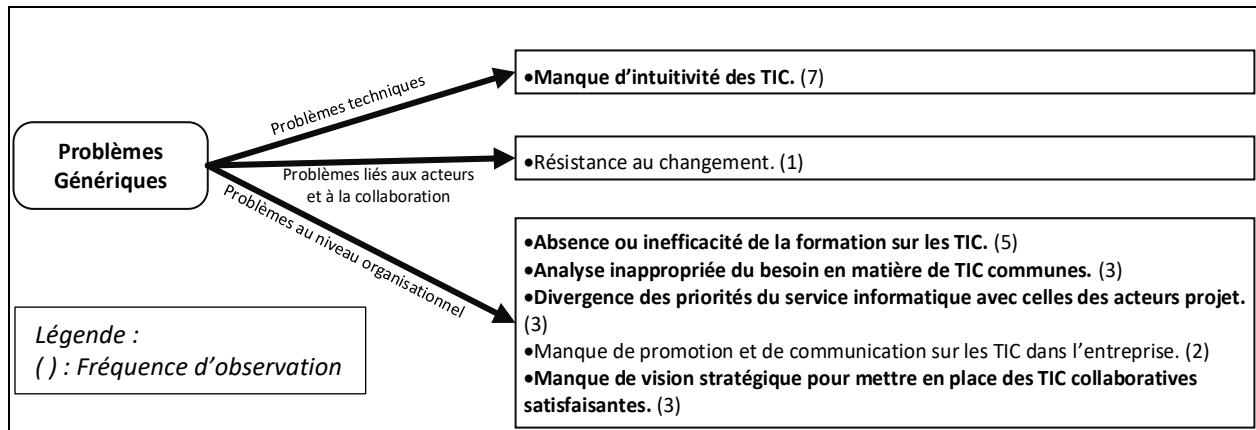 Problèmes
Génériques
Problèmes techniques
Problèmes liés aux acteurs
et à la collaboration
Problèmes au niveau organisationnel
•Manque d’intuitivité des TIC. (7)
•Résistance au changement. (1)
•Absence ou inefficacité de la formation sur les TIC. (5)
•Analyse inappropriée du besoin en matière de TIC communes. (3)
•Divergence des priorités du service informatique avec celles des acteurs projet.
(3)
•Manque de promotion et de communication sur les TIC dans l’entreprise. (2)
•Manque de vision stratégique pour mettre en place des TIC collaboratives
satisfaisantes. (3)
Légende :
( ) : Fréquence d’observation